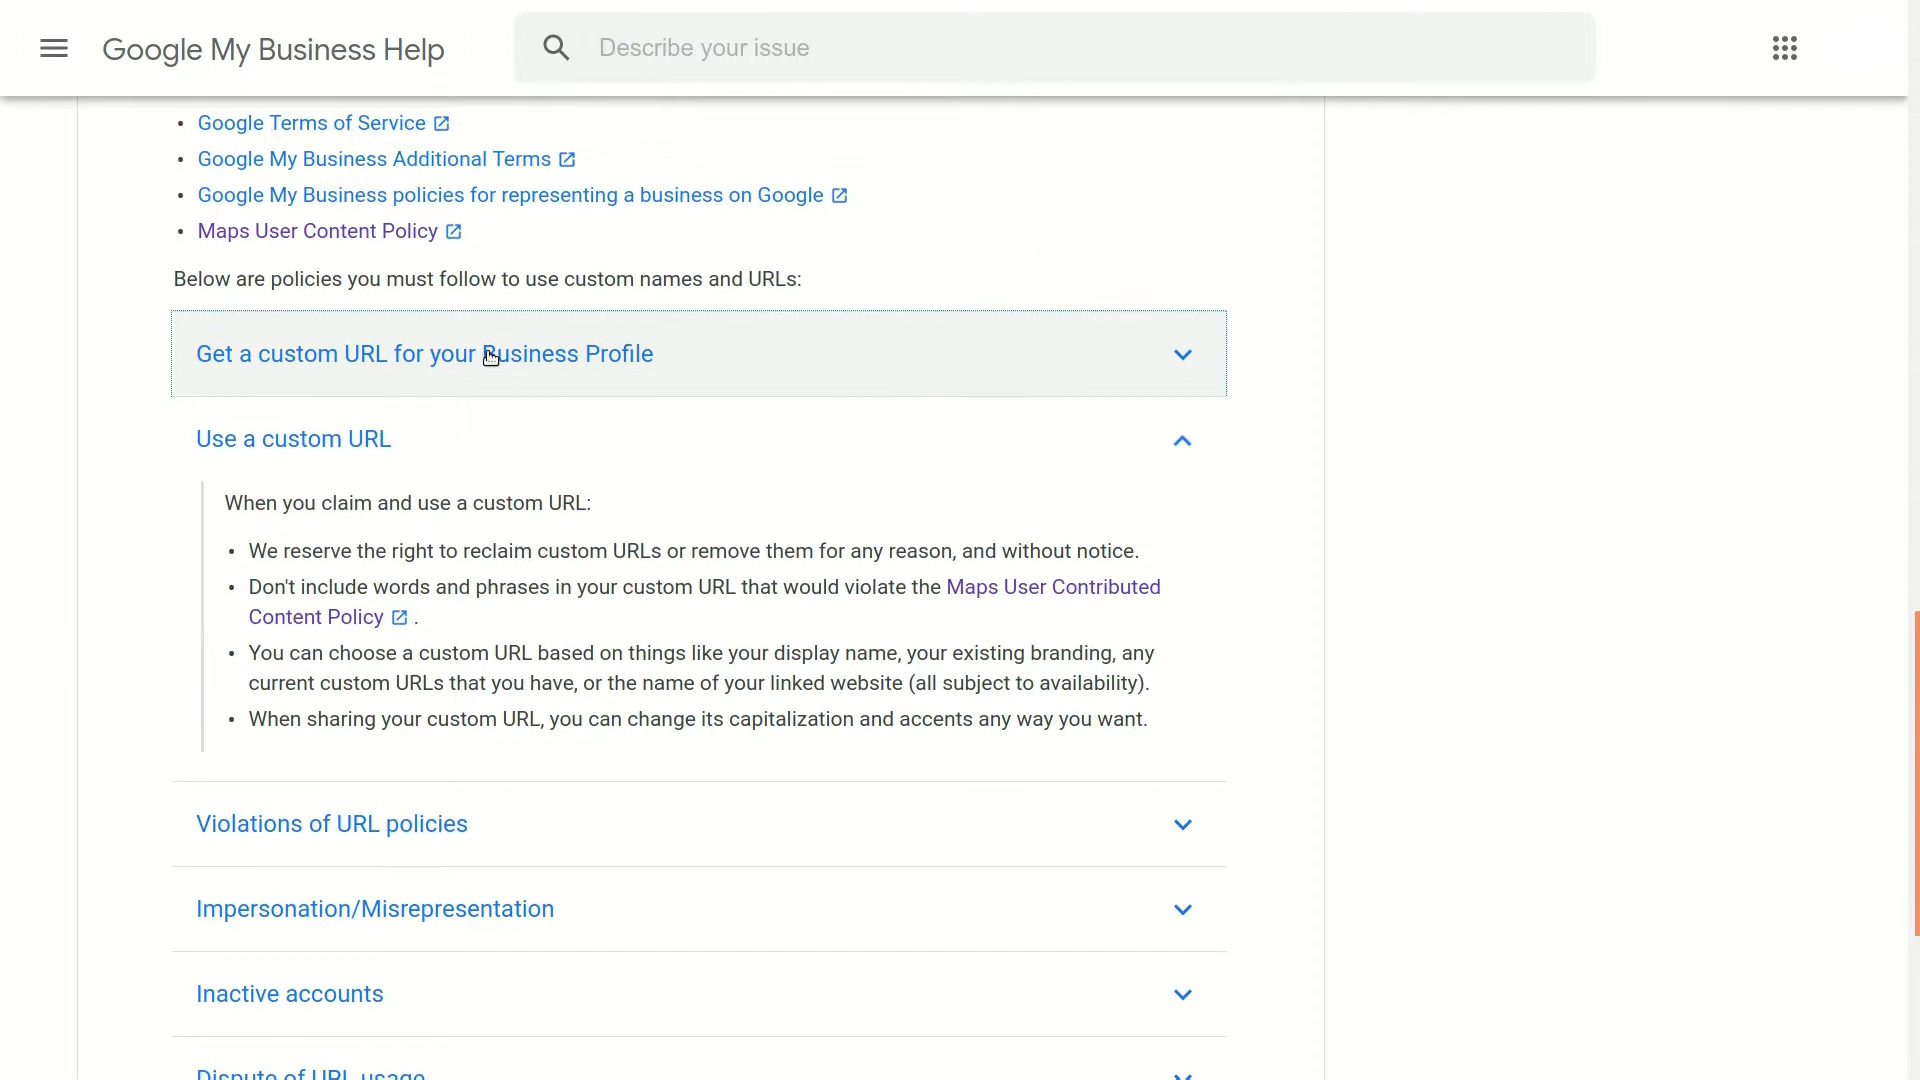 Google My Business Help
Describe your issue
• Google Terms of Service
• Google My Business Additional Terms
• Google My Business policies for representing a business on Google
• Maps User Content Policy
Below are policies you must follow to use custom names and URLs:
Get a custom URL for your Business Profile
Use a custom URL
When you claim and use a custom URL:
• We reserve the right to reclaim custom URLs or remove them for any reason, and without notice.
• Don't include words and phrases in your custom URL that would violate the Maps User Contributed
Content Policy .
• You can choose a custom URL based on things like your display name, your existing branding, any
current custom URLs that you have, or the name of your linked website (all subject to availability).
• When sharing your custom URL, you can change its capitalization and accents any way you want.
Violations of URL policies
Impersonation/Misrepresentation
Inactive accounts
Dispute of URL usage